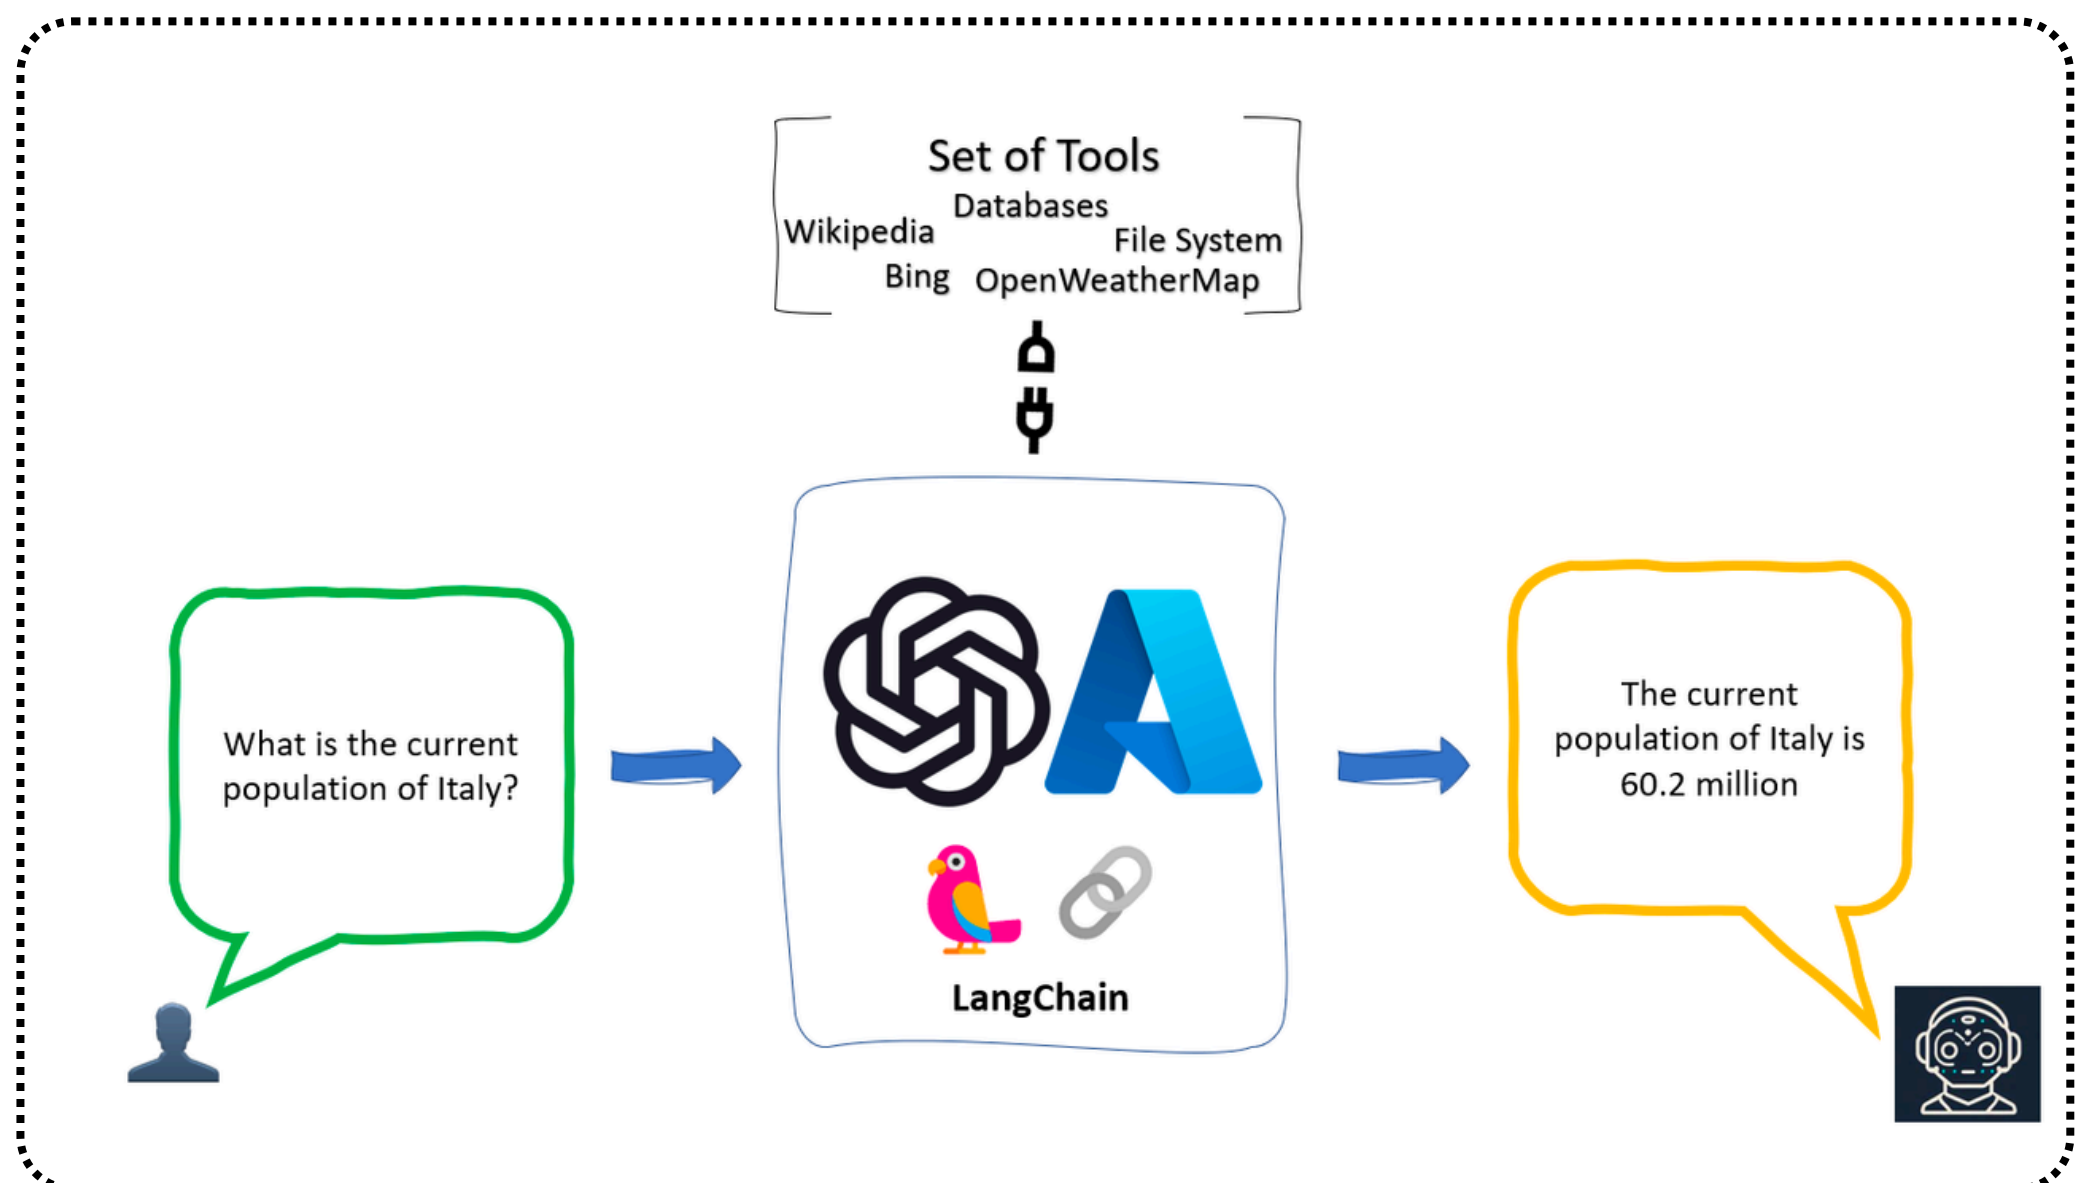 Set of Tools
Databases
Wikipedia
File System
Bing
OpenWeatherMap
What is the current
population of Italy?
LangChain
The current
population of Italy is
60.2 million